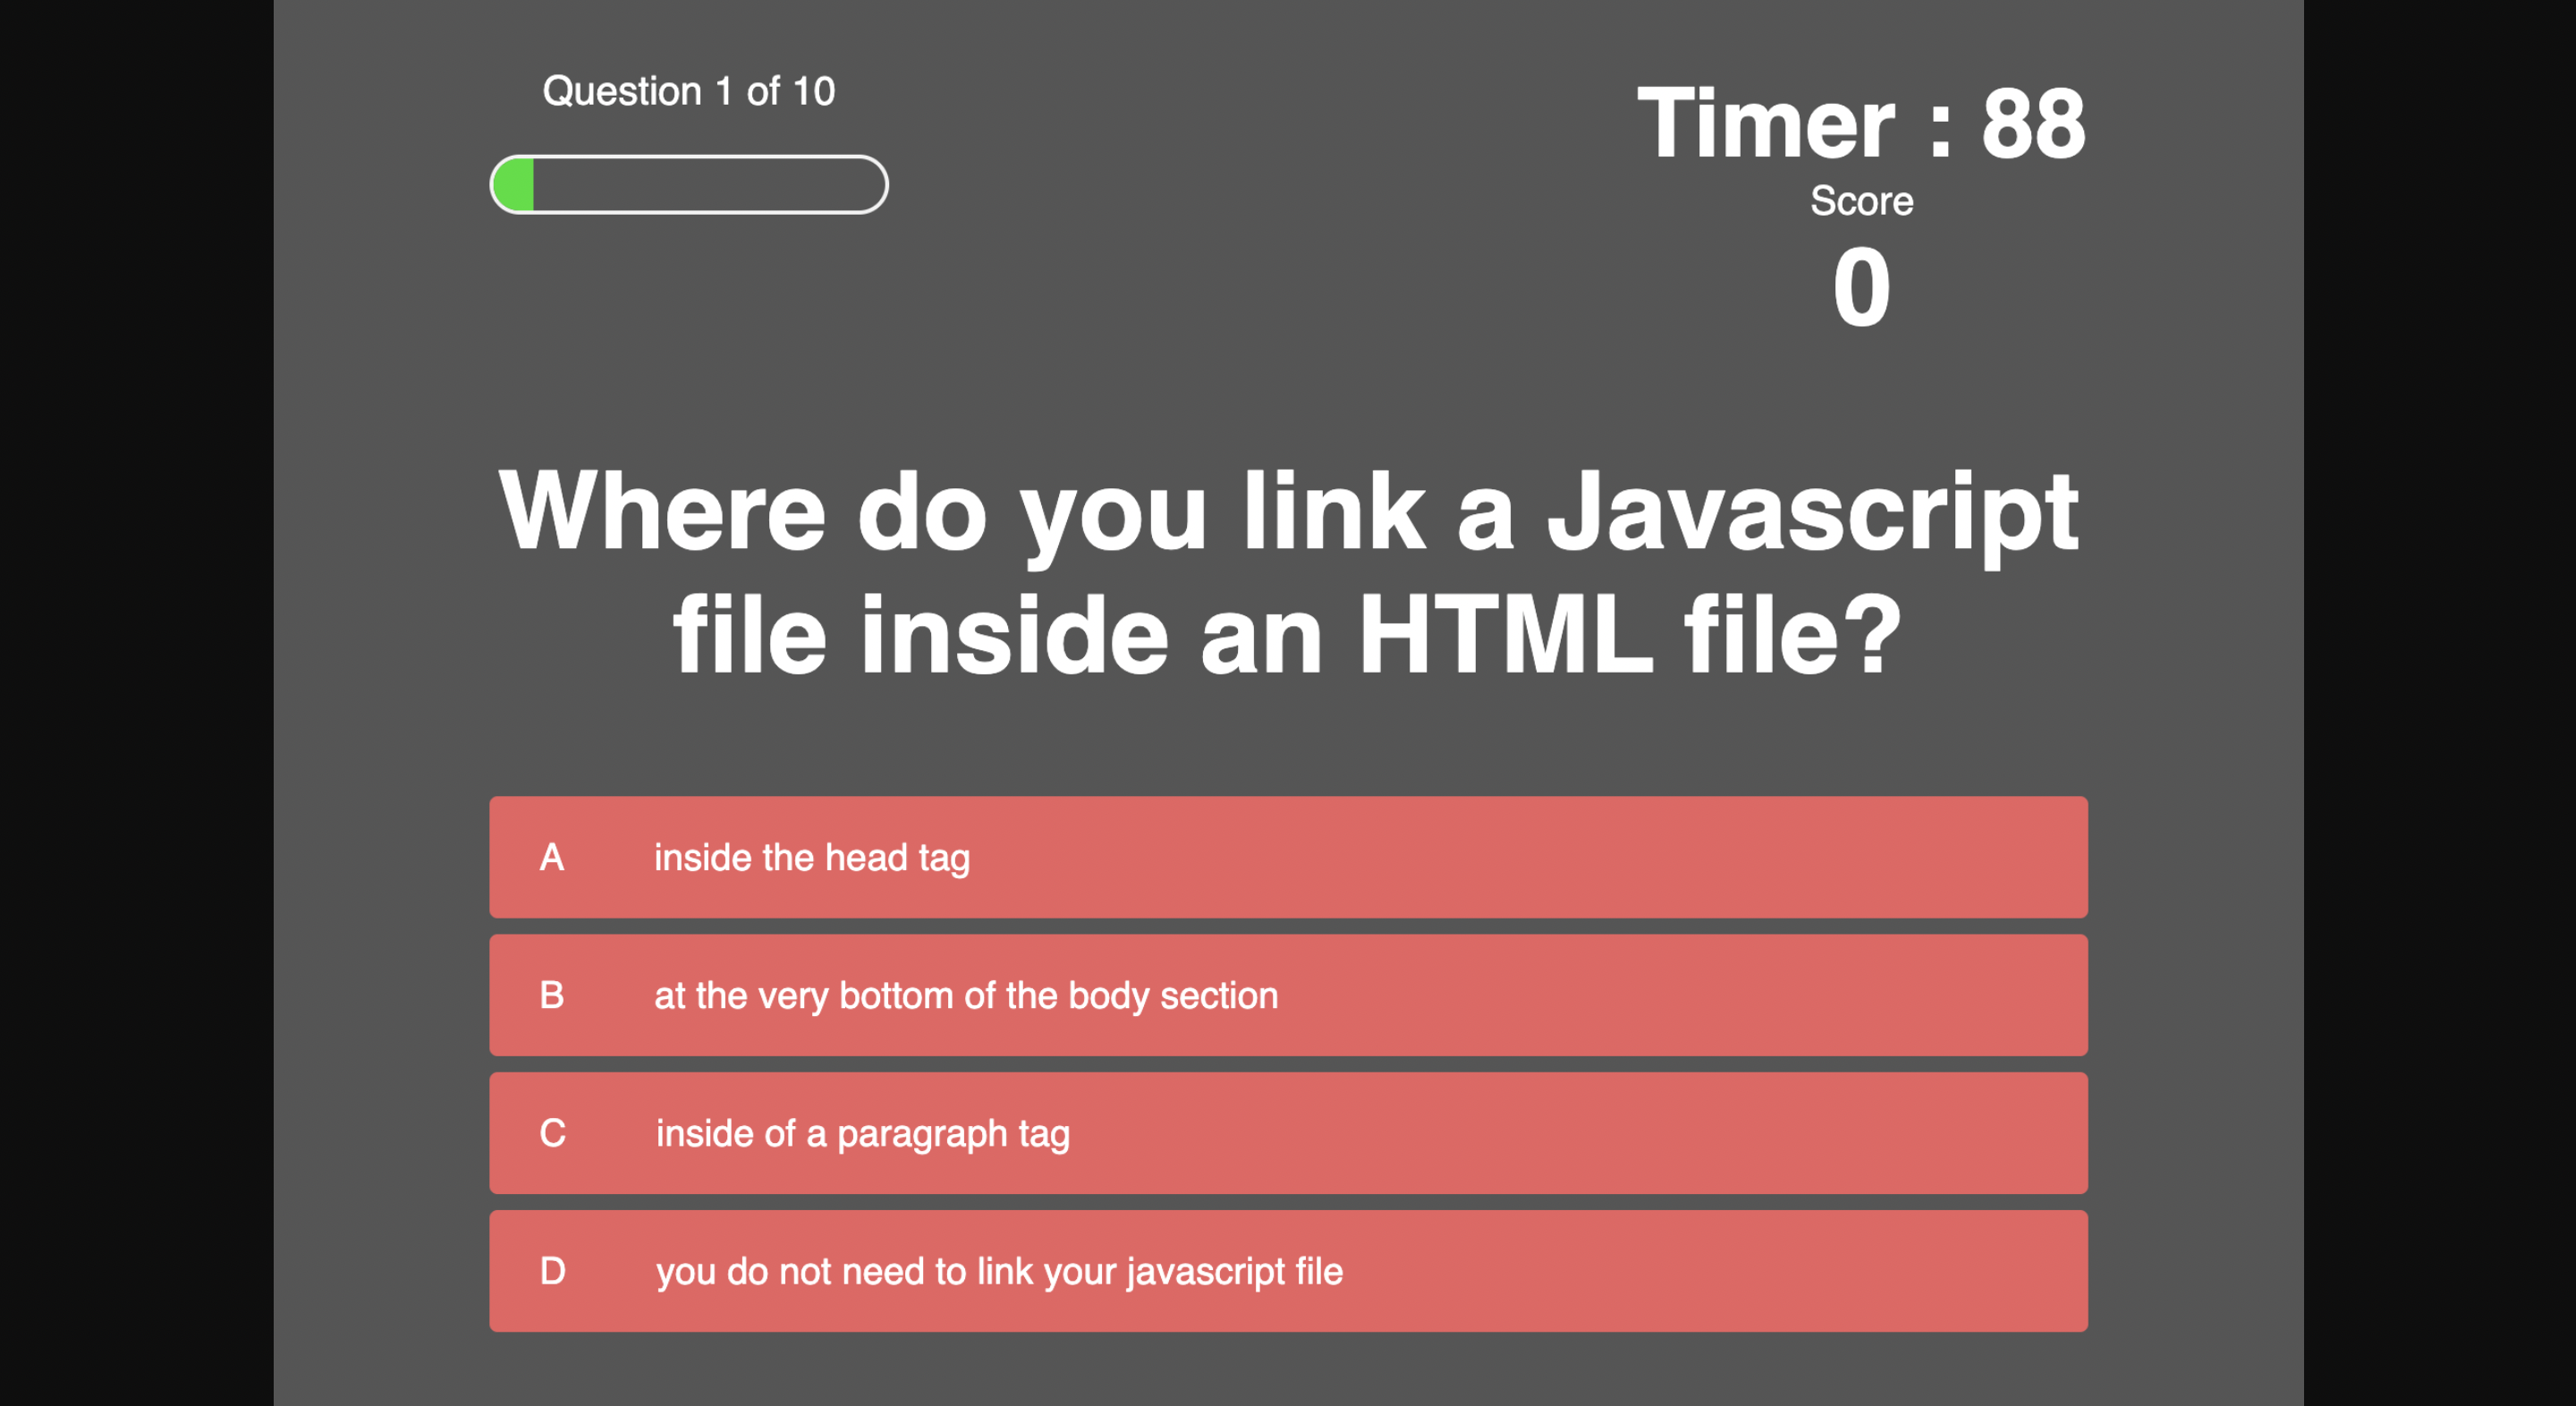 Question 1 of 10
Timer : 88
Score
0
Where do you link a Javascript
file inside an HTML file?
A inside the head tag
B at the very bottom of the body section
C inside of a paragraph tag
D you do not need to link your javascript file